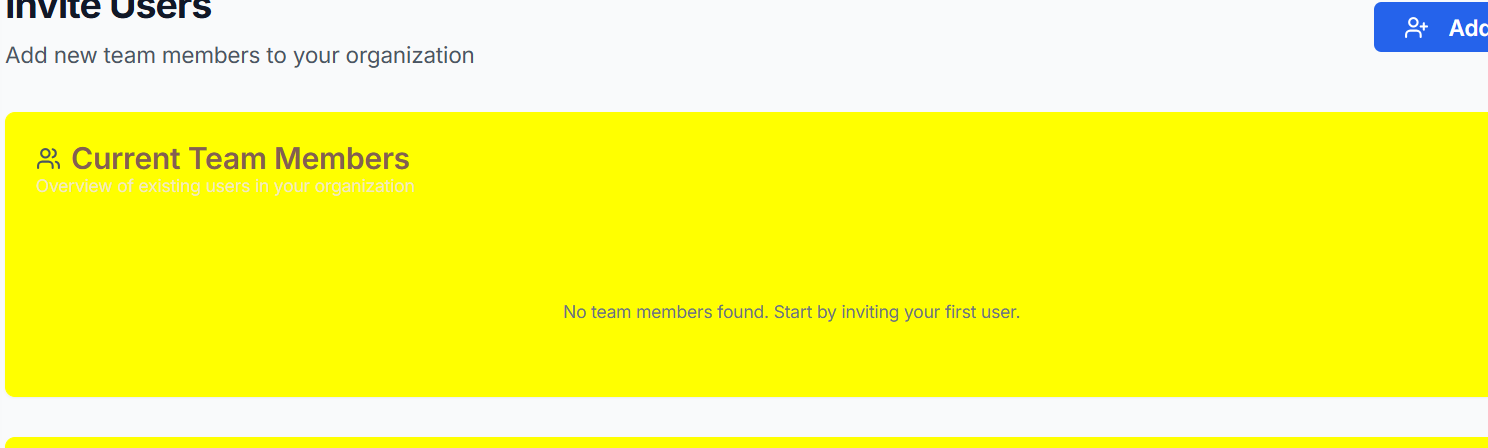 Invite Users
Add
Add new team members to your organization
Current Team Members
Overview of existing users in your organization
No team members found. Start by inviting your first user.